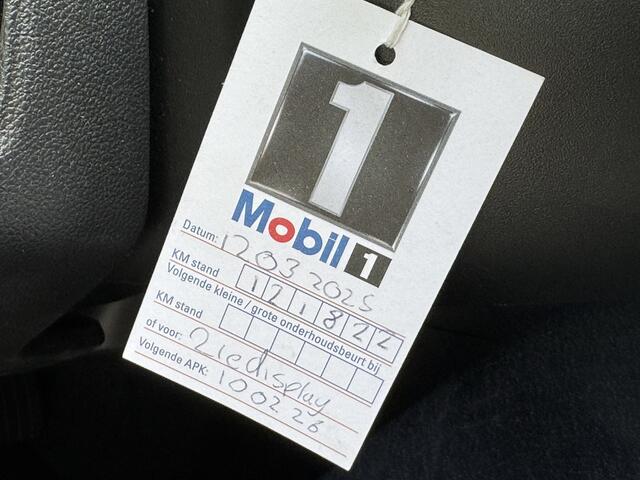 1
Mobil 1
Datum: 12 03 2025
KM stand 121822
Volgende kleine / grote onderhoudsbeurt bij
KM stand
of voor: Zie display
Volgende APK: 10 02 26